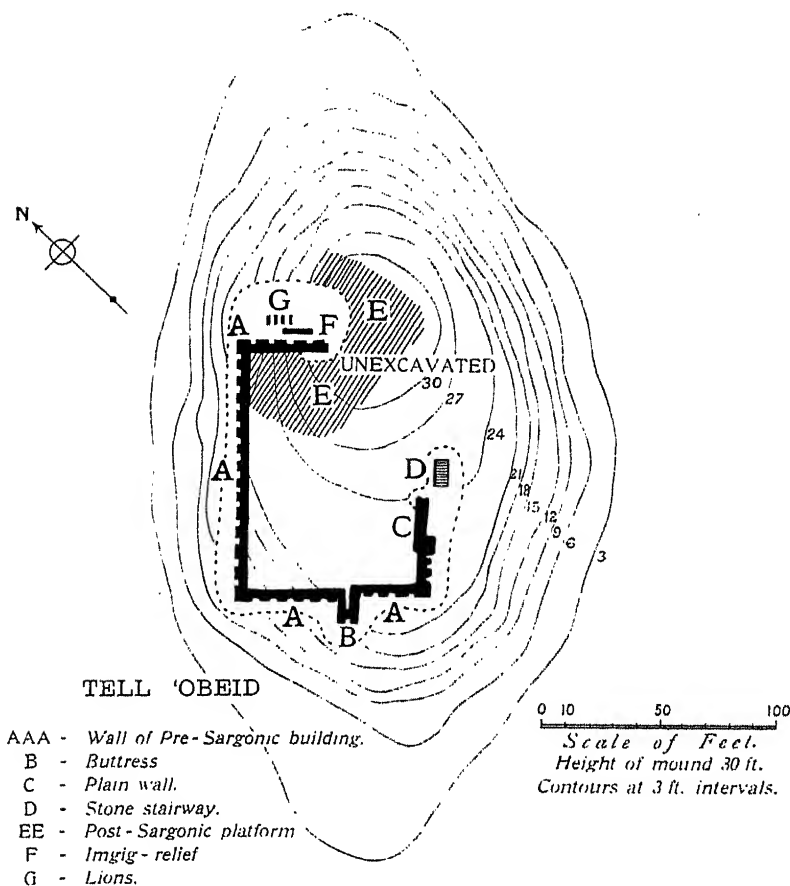 N
G
E
A
F
UNEXCAVATED
30
E
27
24
A
D
21
18
15
C
12
9
6
3
A
A
B
TELL 'OBEID
AAA - Wall of Pre-Sargonic building.
B - Buttress
C - Plain wall.
D - Stone stairway.
EE - Post-Sargonic platform
F - Imgig-relief
G - Lions.
0 10 50 100
Scale of Feet.
Height of mound 30 ft.
Contours at 3 ft. intervals.